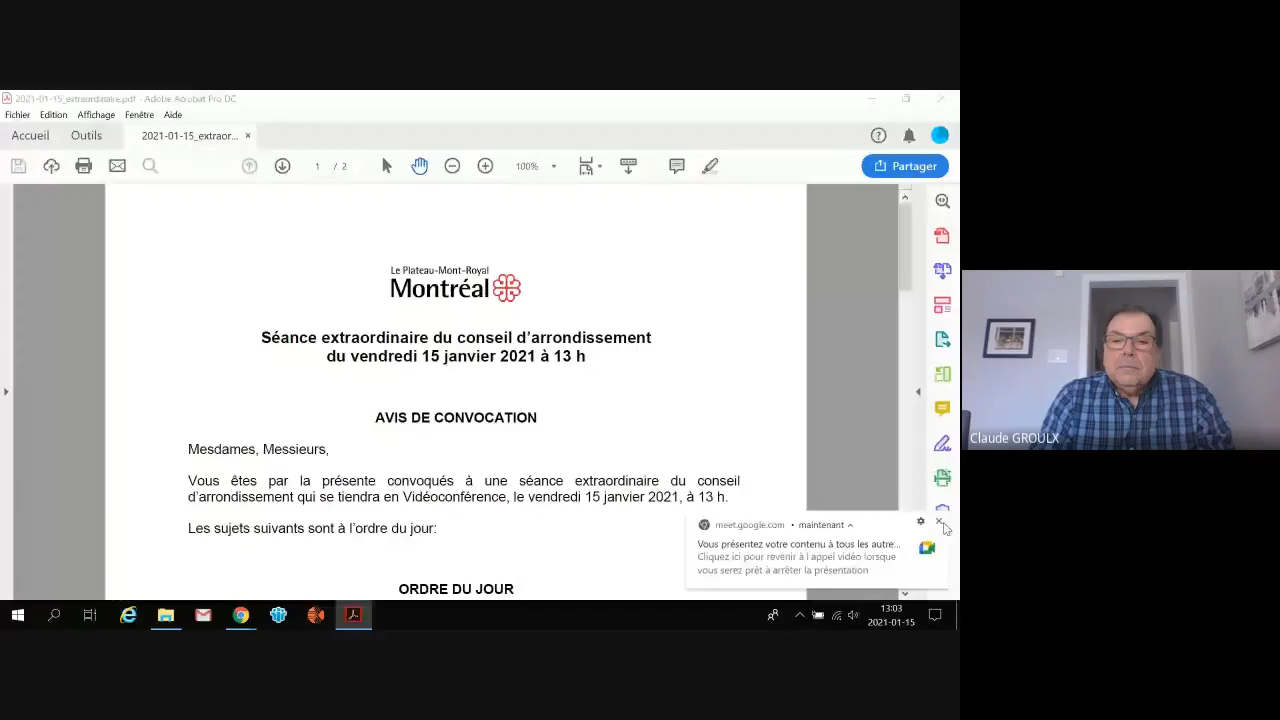 2021-01-15_extraordinaire.pdf - Adobe Acrobat Pro DC
Fichier Edition Affichage Fenêtre Aide
Accueil Outils 2021-01-15_extraor... ×
1 / 2 100% Partager
Le Plateau-Mont-Royal
Montréal
Séance extraordinaire du conseil d'arrondissement
du vendredi 15 janvier 2021 à 13 h
AVIS DE CONVOCATION
Mesdames, Messieurs,
Vous êtes par la présente convoqués à une séance extraordinaire du conseil
d'arrondissement qui se tiendra en Vidéoconférence, le vendredi 15 janvier 2021, à 13 h.
Les sujets suivants sont à l'ordre du jour:
ORDRE DU JOUR
meet.google.com • maintenant
Vous présentez votre contenu à tous les autre...
Cliquez ici pour revenir à l'appel vidéo lorsque
vous serez prêt à arrêter la présentation
13:03
2021-01-15
Claude GROULX